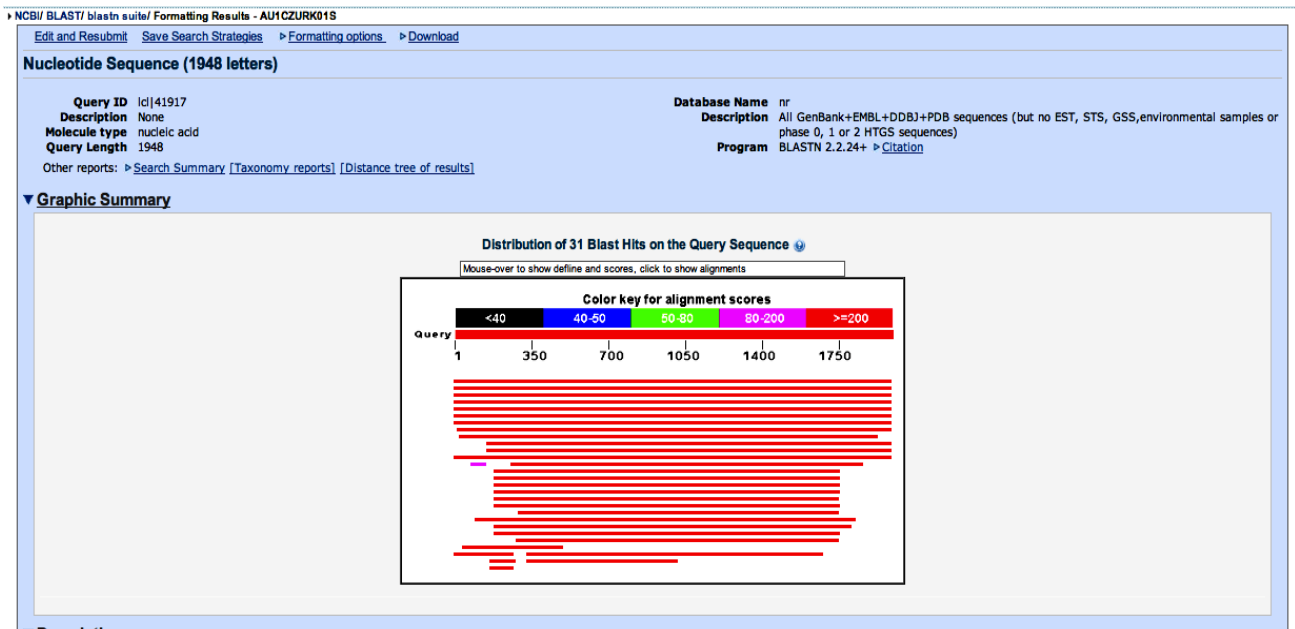 NCBI/ BLAST/ blastn suite/ Formatting Results - AU1CZURK01S
Edit and Resubmit Save Search Strategies Formatting options Download
Nucleotide Sequence (1948 letters)
Query ID lcl|41917
Description None
Molecule type nucleic acid
Query Length 1948
Database Name nr
Description All GenBank+EMBL+DDBJ+PDB sequences (but no EST, STS, GSS,environmental samples or
phase 0, 1 or 2 HTGS sequences)
Program BLASTN 2.2.24+ Citation
Other reports: Search Summary [Taxonomy reports] [Distance tree of results]
Graphic Summary
Distribution of 31 Blast Hits on the Query Sequence
Mouse-over to show defline and scores, click to show alignments
Color key for alignment scores
<40 40-50 50-80 80-200 >=200
Query
1 350 700 1050 1400 1750